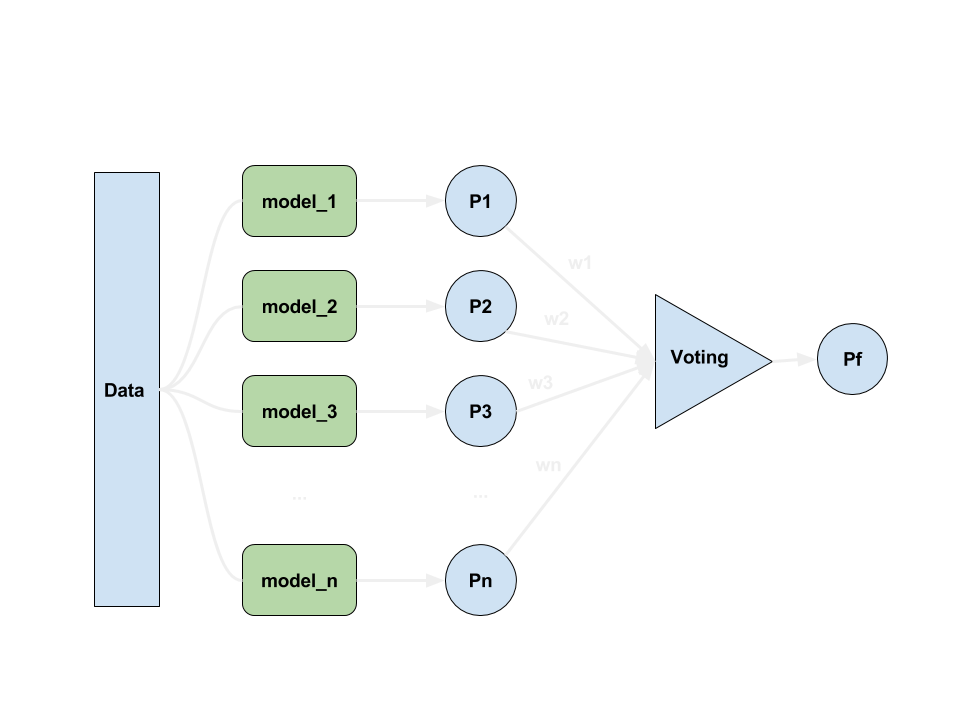 model_1
P1
w1
model_2
P2
w2
Voting
Pf
Data
model_3
P3
w3
wn
...
...
model_n
Pn